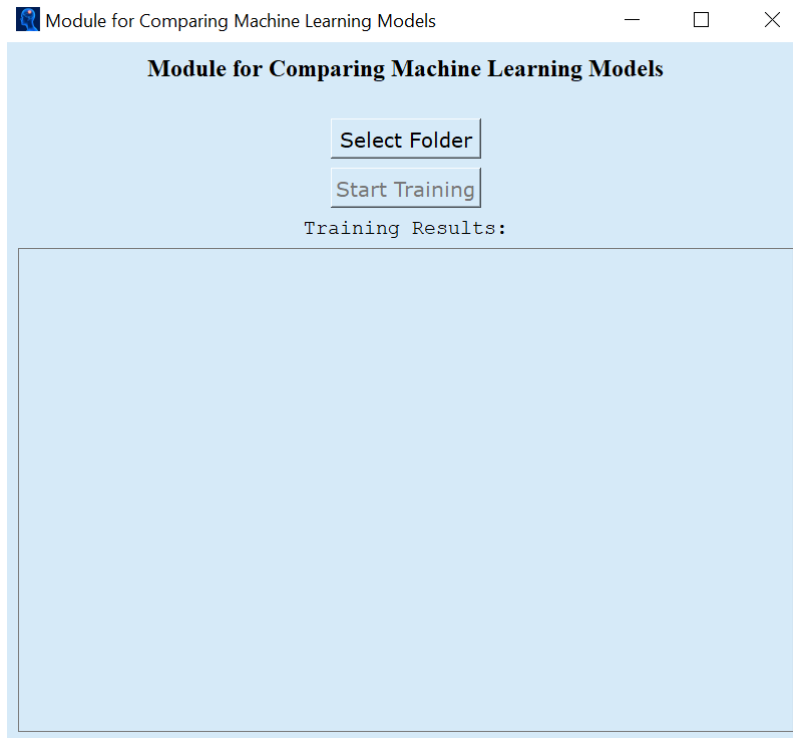 Module for Comparing Machine Learning Models
Module for Comparing Machine Learning Models
Select Folder
Start Training
Training Results: